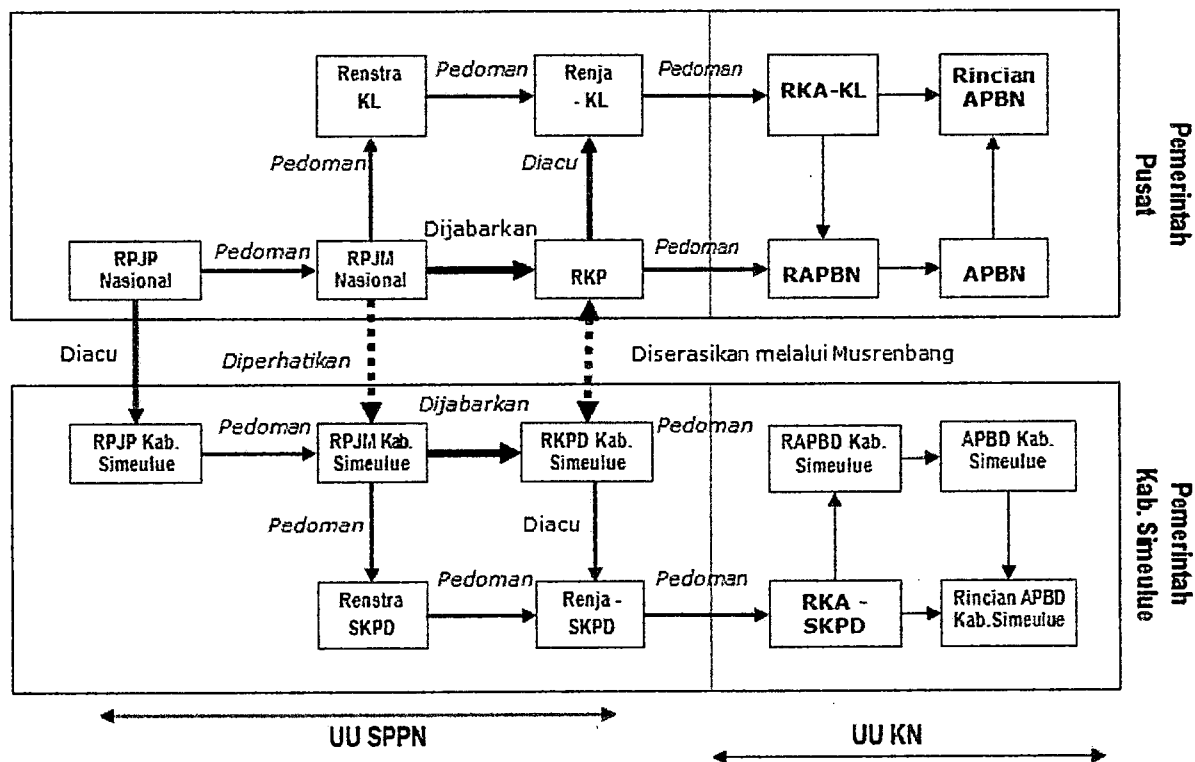 Renstra
KL
Pedoman
Renja
- KL
Pedoman
RKA-KL
Rincian
APBN
Pedoman
Diacu
RPJP
Nasional
Pedoman
RPJM
Nasional
Dijabarkan
RKP
Pedoman
RAPBN
APBN
Pemerintah
Pusat
Diacu
Diperhatikan
Diserasikan melalui Musrenbang
RPJP Kab.
Simeulue
Pedoman
RPJM Kab.
Simeulue
Dijabarkan
RKPD Kab.
Simeulue
Pedoman
RAPBD Kab.
Simeulue
APBD Kab.
Simeulue
Pedoman
Diacu
Renstra
SKPD
Pedoman
Renja -
SKPD
Pedoman
RKA -
SKPD
Rincian APBD
Kab.Simeulue
Pemerintah
Kab. Simeulue
UU SPPN
UU KN